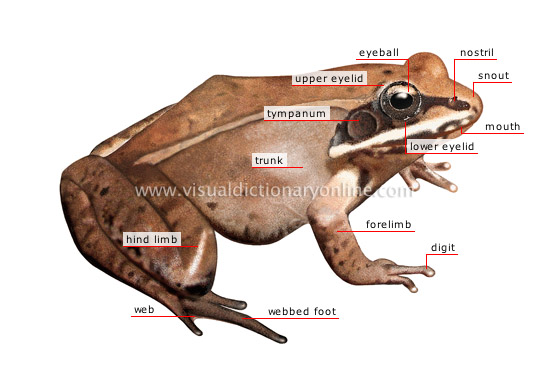 eyeball
nostril
snout
upper eyelid
tympanum
mouth
lower eyelid
trunk
www.visualdictionaryonline.com
forelimb
hind limb
digit
web
webbed foot